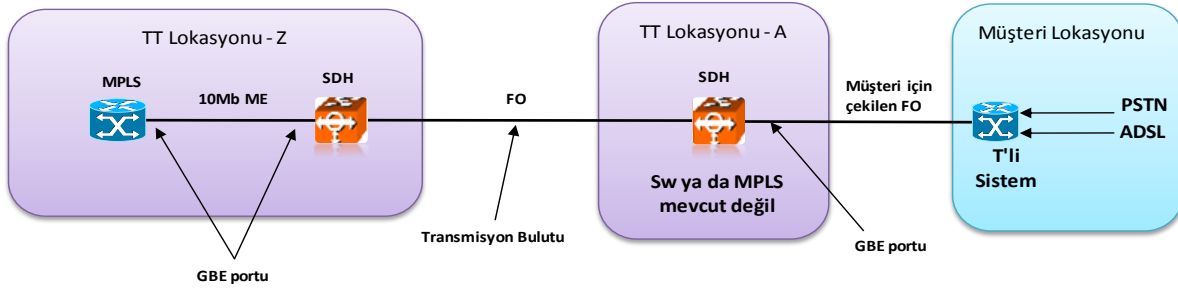 TT Lokasyonu - Z
TT Lokasyonu - A
Müşteri Lokasyonu
MPLS
10Mb ME
SDH
FO
SDH
Müşteri için
çekilen FO
PSTN
ADSL
T'li
Sistem
Sw ya da MPLS
mevcut değil
Transmisyon Bulutu
GBE portu
GBE portu